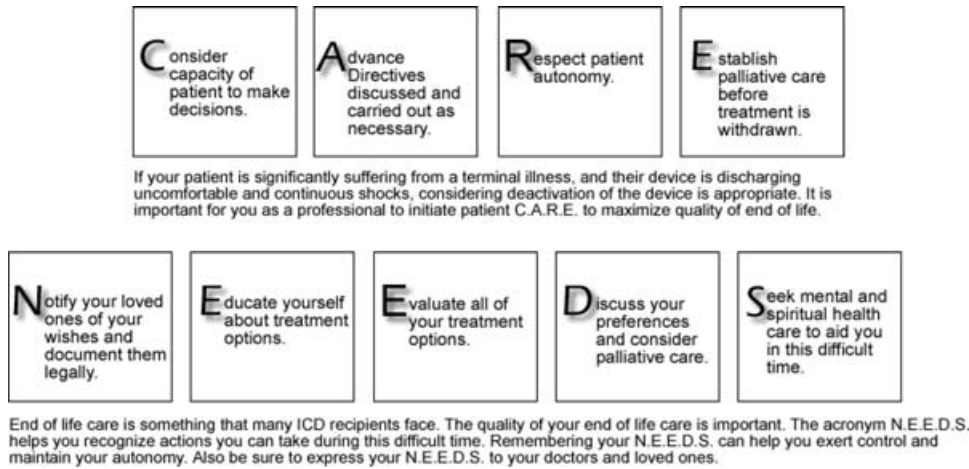 Consider
capacity of
patient to make
decisions.
Advance
Directives
discussed and
carried out as
necessary.
Respect patient
autonomy.
Establish
palliative care
before
treatment is
withdrawn.
If your patient is significantly suffering from a terminal illness, and their device is discharging
uncomfortable and continuous shocks, considering deactivation of the device is appropriate. It is
important for you as a professional to initiate patient C.A.R.E. to maximize quality of end of life.
Notify your loved
ones of your
wishes and
document them
legally.
Educate yourself
about treatment
options.
Evaluate all of
your treatment
options.
Discuss your
preferences
and consider
palliative care.
Seek mental and
spiritual health
care to aid you
in this difficult
time.
End of life care is something that many ICD recipients face. The quality of your end of life care is important. The acronym N.E.E.D.S.
helps you recognize actions you can take during this difficult time. Remembering your N.E.E.D.S. can help you exert control and
maintain your autonomy. Also be sure to express your N.E.E.D.S. to your doctors and loved ones.